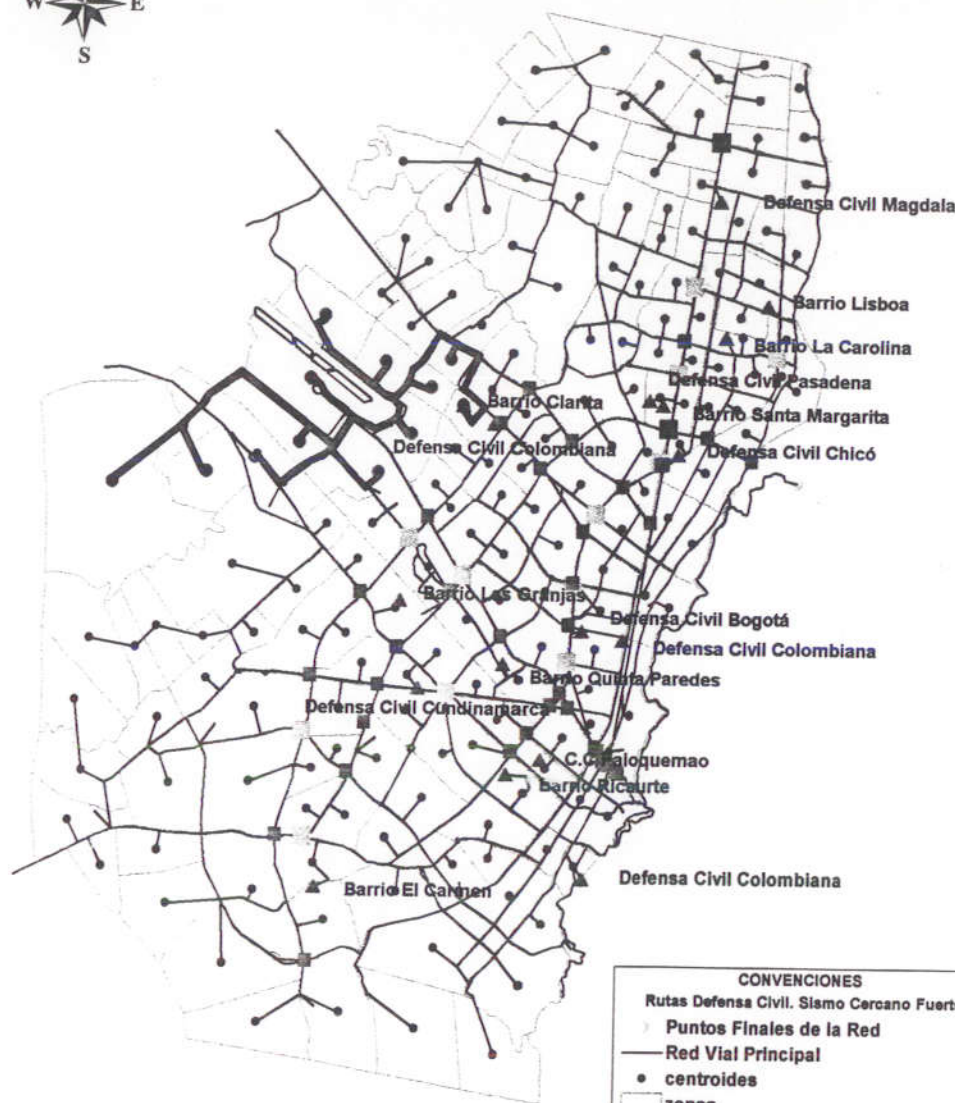 W E
S
Defensa Civil Magdala
Barrio Lisboa
Barrio La Carolina
Defensa Civil Pasadena
Barrio Clarita
Barrio Santa Margarita
Defensa Civil Colombiana
Defensa Civil Chicó
Barrio Las Granjas
Defensa Civil Bogotá
Defensa Civil Colombiana
Barrio Quinta Paredes
Defensa Civil Cundinamarca
C.C. Paloquemao
Barrio Ricaurte
Defensa Civil Colombiana
Barrio El Carmen
CONVENCIONES
Rutas Defensa Civil. Sismo Cercano Fuert
Puntos Finales de la Red
Red Vial Principal
centroides
zonas